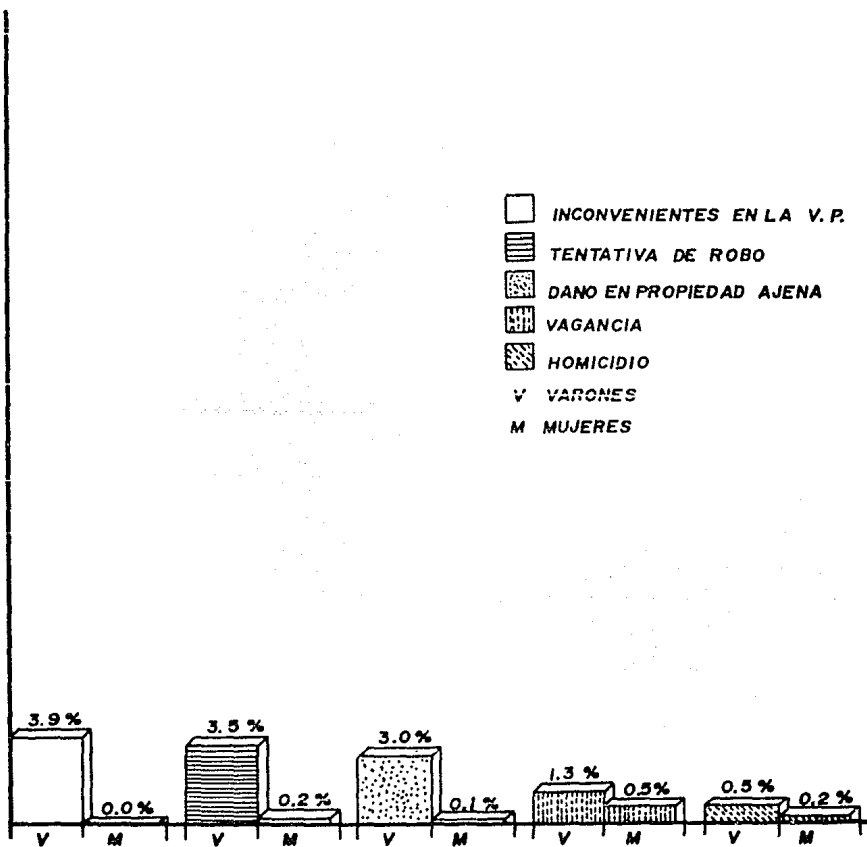 INCONVENIENTES EN LA V.P.
TENTATIVA DE ROBO
DANO EN PROPIEDAD AJENA
VAGANCIA
HOMICIDIO
V VARONES
M MUJERES
3.9% 0.0% 3.5% 0.2% 3.0% 0.1% 1.3% 0.5% 0.5% 0.2%
V M V M V M V M V M